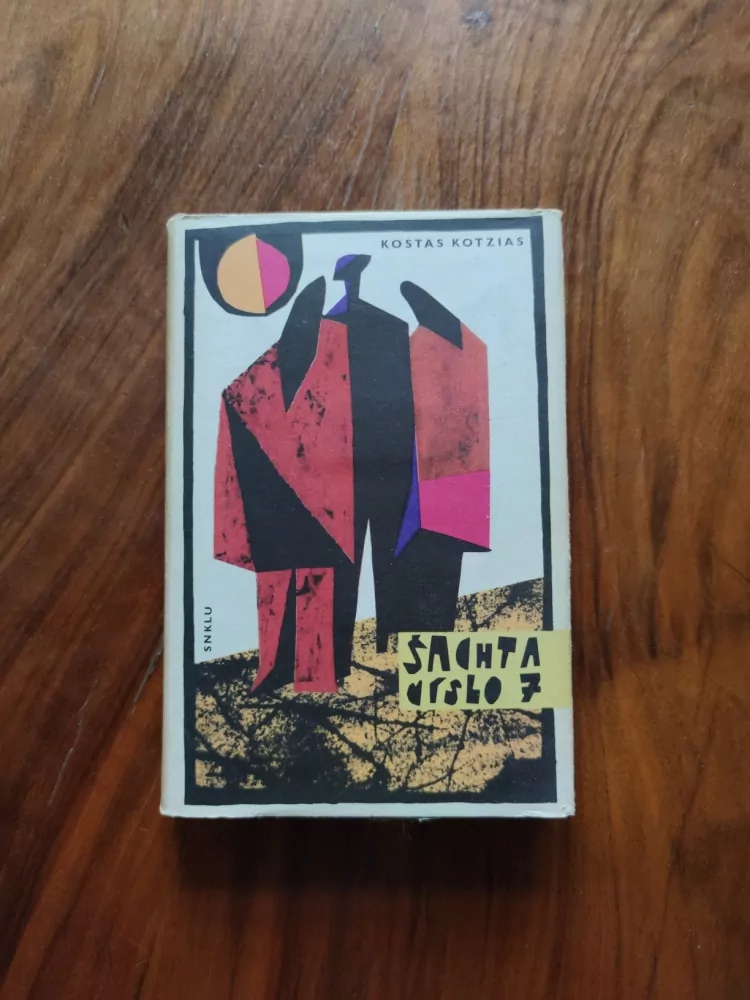 KOSTAS KOTZIAS
SNKLU
ŠACHTA
číslo 7